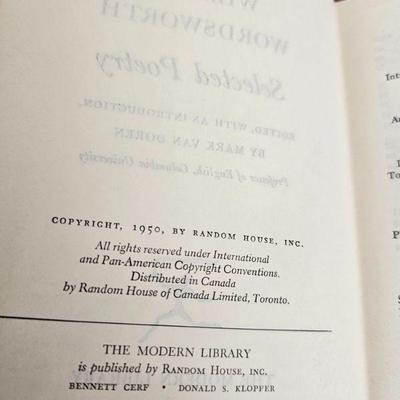 WORDSWORTH
Selected Poetry
EDITED, WITH AN INTRODUCTION,
BY MARK VAN DOREN
Professor of English, Columbia University
COPYRIGHT, 1950, BY RANDOM HOUSE, INC.
All rights reserved under International
and Pan-American Copyright Conventions.
Distributed in Canada
by Random House of Canada Limited, Toronto.
THE MODERN LIBRARY
is published by RANDOM HOUSE, INC.
BENNETT CERF · DONALD S. KLOPFER